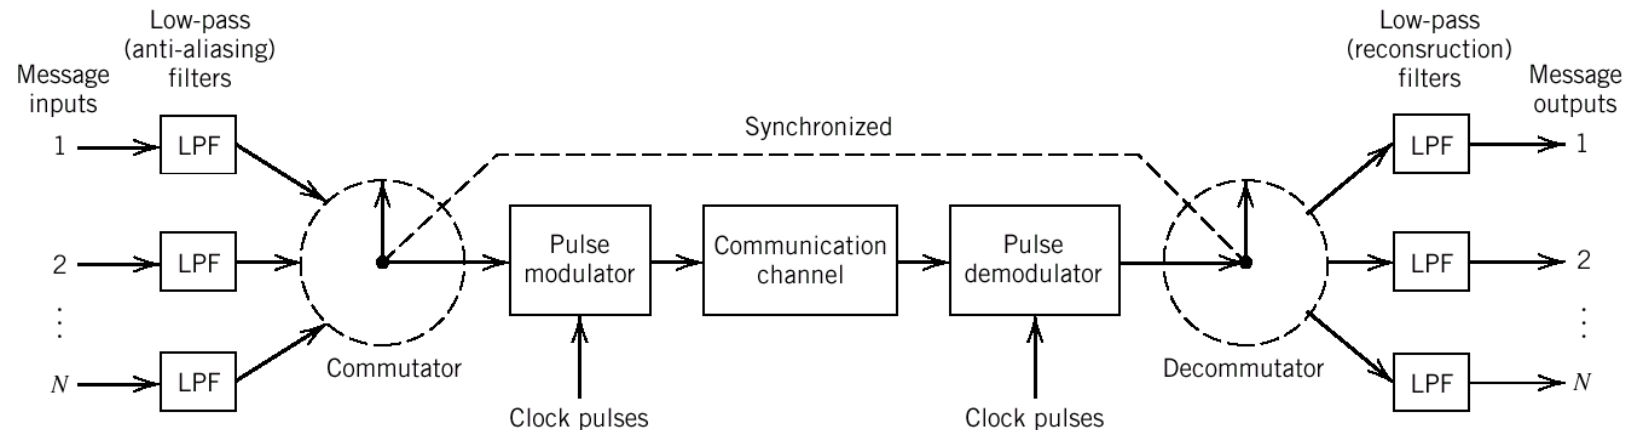 Low-pass
(anti-aliasing)
filters
Message
inputs
1
LPF
2
LPF
⋮
N
LPF
Commutator
Synchronized
Pulse
modulator
Clock pulses
Communication
channel
Pulse
demodulator
Clock pulses
Decommutator
Low-pass
(reconsruction)
filters
Message
outputs
LPF
1
LPF
2
⋮
LPF
N